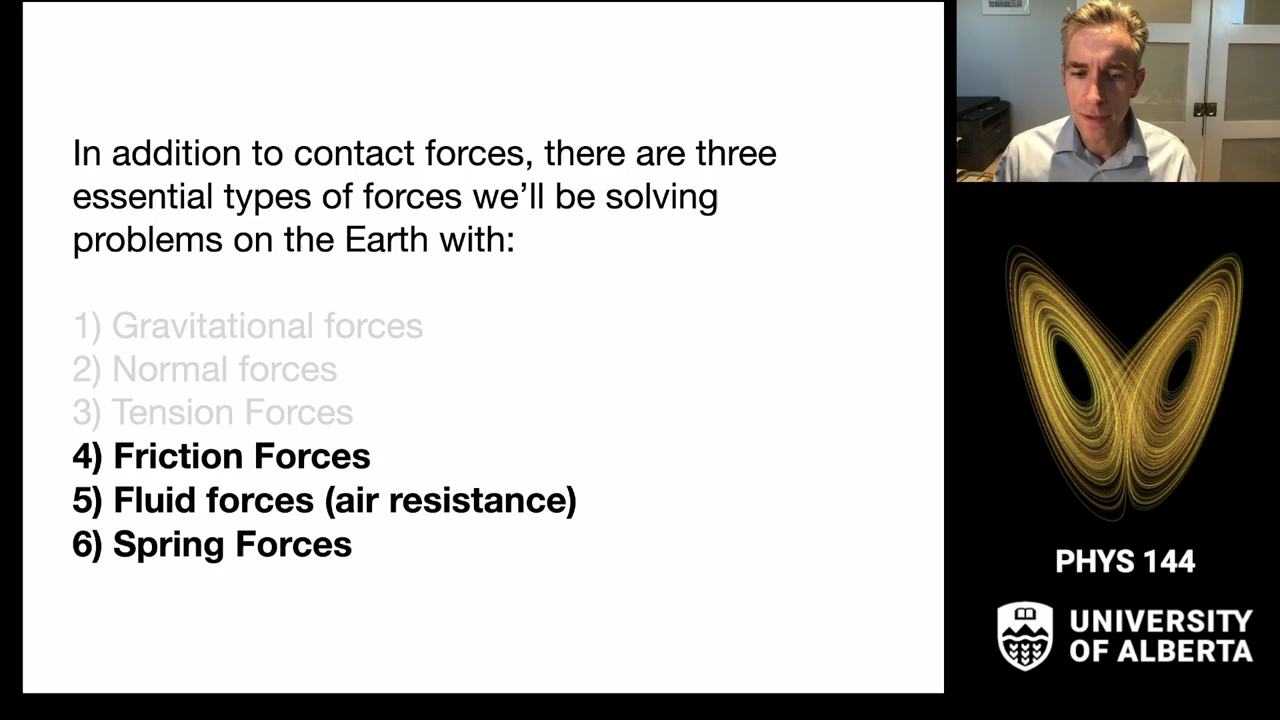 In addition to contact forces, there are three
essential types of forces we’ll be solving
problems on the Earth with:
1) Gravitational forces
2) Normal forces
3) Tension Forces
4) Friction Forces
5) Fluid forces (air resistance)
6) Spring Forces
PHYS 144
UNIVERSITY
OF ALBERTA